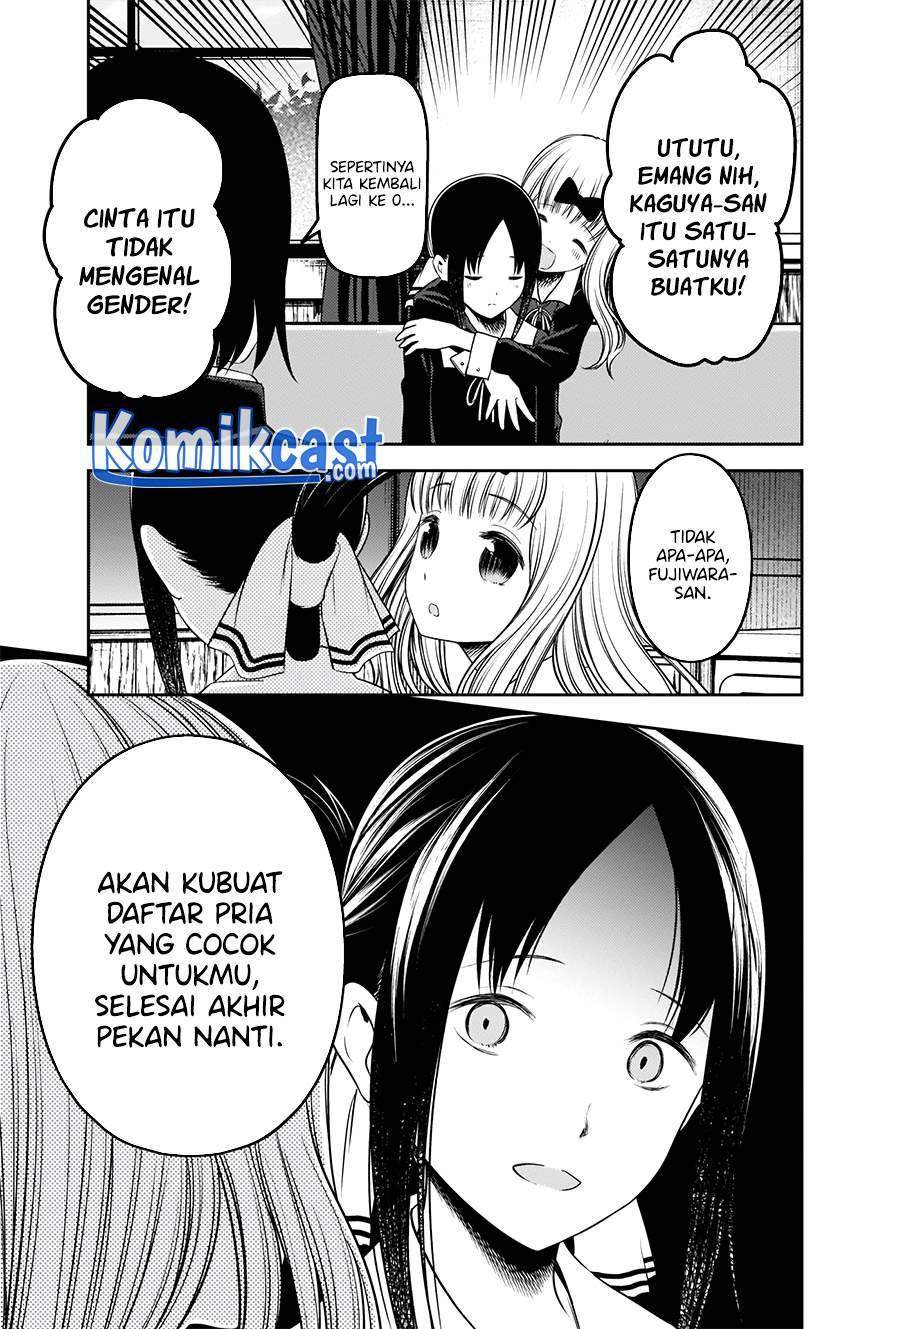 UTUTU,
EMANG NIH,
KAGUYA-SAN
ITU SATU-
SATUNYA
BUATKU!
SEPERTINYA
KITA KEMBALI
LAGI KE 0...
CINTA ITU
TIDAK
MENGENAL
GENDER!
Komikcast
.com
TIDAK
APA-APA,
FUJIWARA-
SAN.
AKAN KUBUAT
DAFTAR PRIA
YANG COCOK
UNTUKMU,
SELESAI AKHIR
PEKAN NANTI.